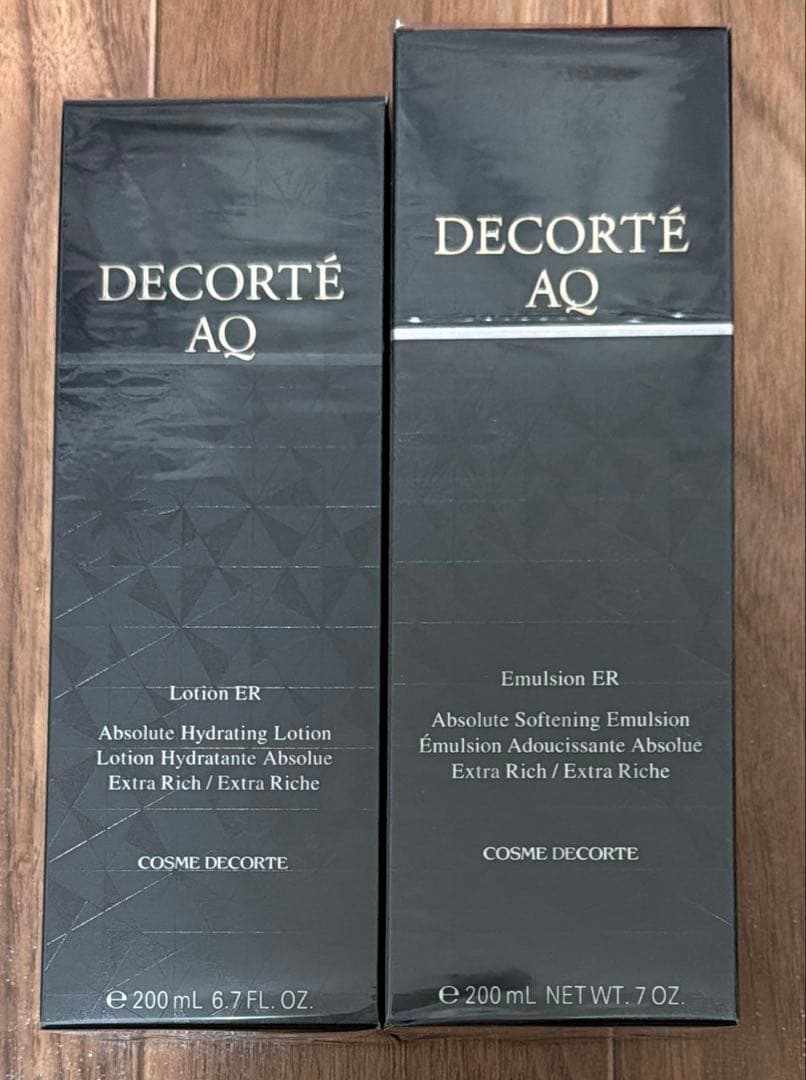 DECORTÉ
AQ
Lotion ER
Absolute Hydrating Lotion
Lotion Hydratante Absolue
Extra Rich / Extra Riche
COSME DECORTE
℮ 200 mL 6.7 FL. OZ.
DECORTÉ
AQ
Emulsion ER
Absolute Softening Emulsion
Émulsion Adoucissante Absolue
Extra Rich / Extra Riche
COSME DECORTE
℮ 200 mL NET WT. 7 OZ.